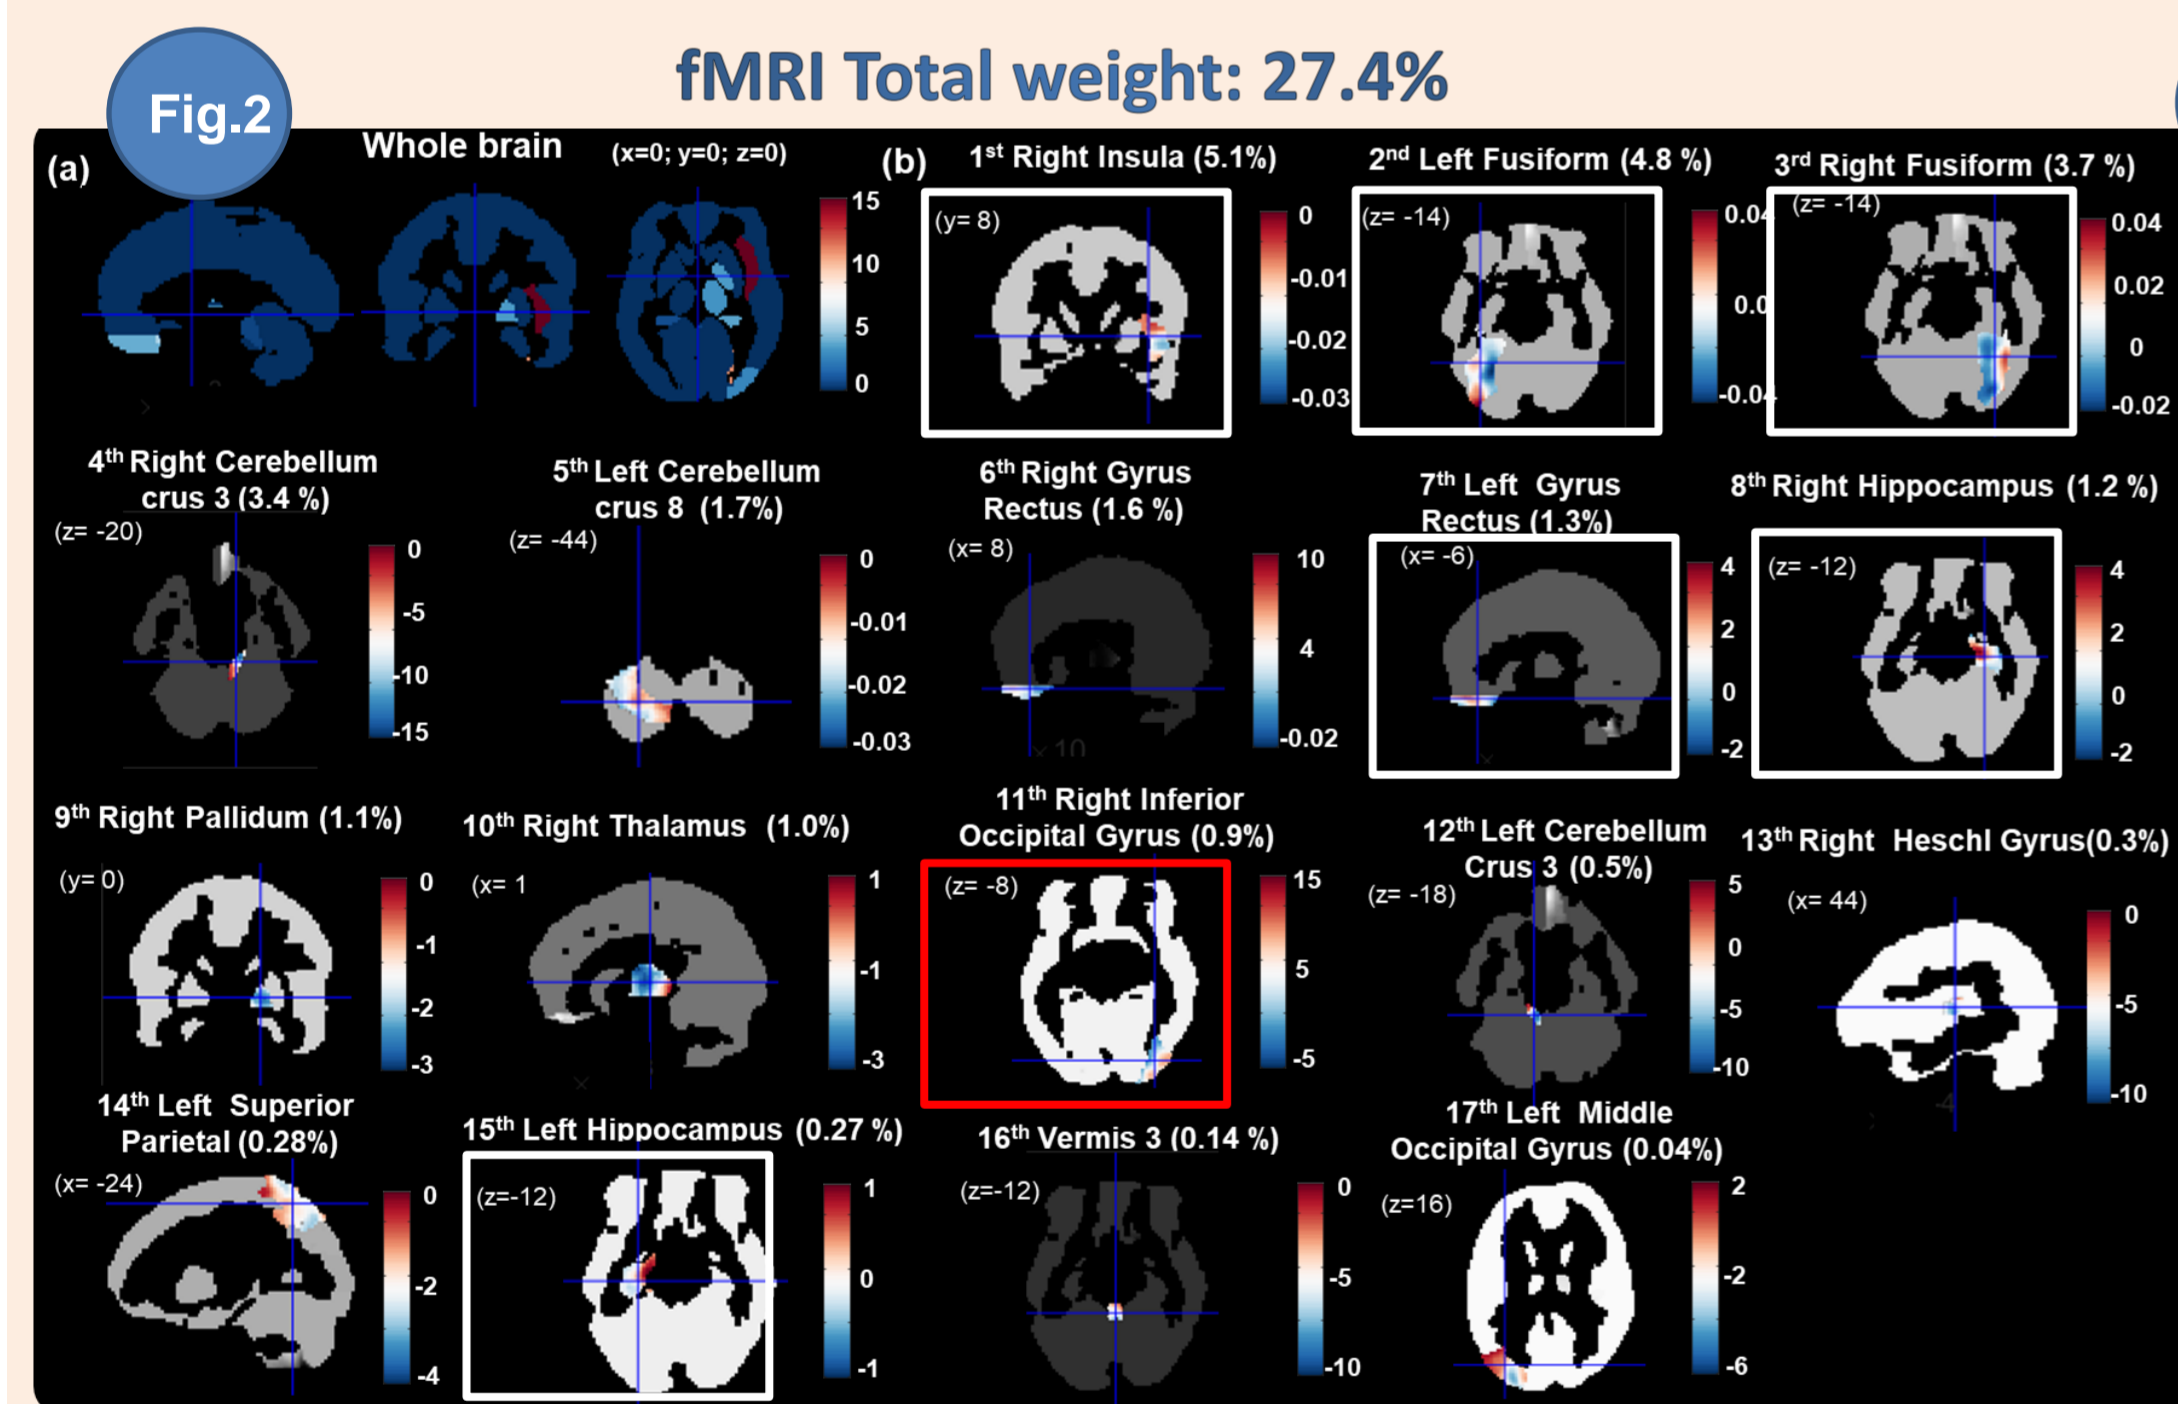 Fig.2
fMRI Total weight: 27.4%
(a)
Whole brain
(x=0; y=0; z=0)
15
10
5
0
(b)
1st Right Insula (5.1%)
(y= 8)
0
-0.01
-0.02
-0.03
2nd Left Fusiform (4.8 %)
(z= -14)
0.04
0.0
-0.04
3rd Right Fusiform (3.7 %)
(z= -14)
0.04
0.02
0
-0.02
4th Right Cerebellum
crus 3 (3.4 %)
(z= -20)
0
-5
-10
-15
5th Left Cerebellum
crus 8 (1.7%)
(z= -44)
0
-0.01
-0.02
-0.03
6th Right Gyrus
Rectus (1.6 %)
(x= 8)
10
4
-0.02
× 10
7th Left Gyrus
Rectus (1.3%)
(x= -6)
4
2
0
-2
8th Right Hippocampus (1.2 %)
(z= -12)
4
2
0
-2
9th Right Pallidum (1.1%)
(y= 0)
0
-1
-2
-3
10th Right Thalamus (1.0%)
(x= 1
1
-1
-3
11th Right Inferior
Occipital Gyrus (0.9%)
(z= -8)
15
5
-5
12th Left Cerebellum
Crus 3 (0.5%)
(z= -18)
5
0
-5
-10
13th Right Heschl Gyrus(0.3%)
(x= 44)
0
-5
-10
-4
14th Left Superior
Parietal (0.28%)
(x= -24)
0
-2
-4
15th Left Hippocampus (0.27 %)
(z=-12)
1
0
-1
16th Vermis 3 (0.14 %)
(z=-12)
0
-5
-10
17th Left Middle
Occipital Gyrus (0.04%)
(z=16)
2
-2
-6